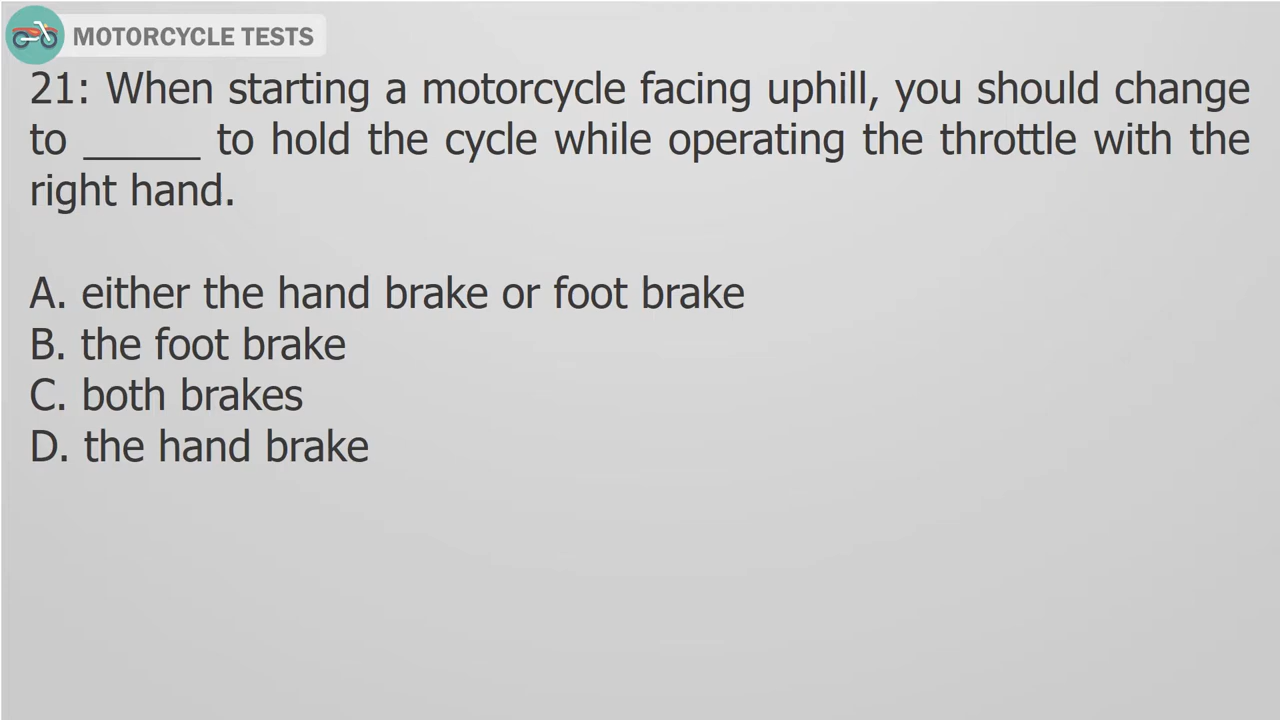 MOTORCYCLE TESTS
21: When starting a motorcycle facing uphill, you should change
to _____ to hold the cycle while operating the throttle with the
right hand.
A. either the hand brake or foot brake
B. the foot brake
C. both brakes
D. the hand brake